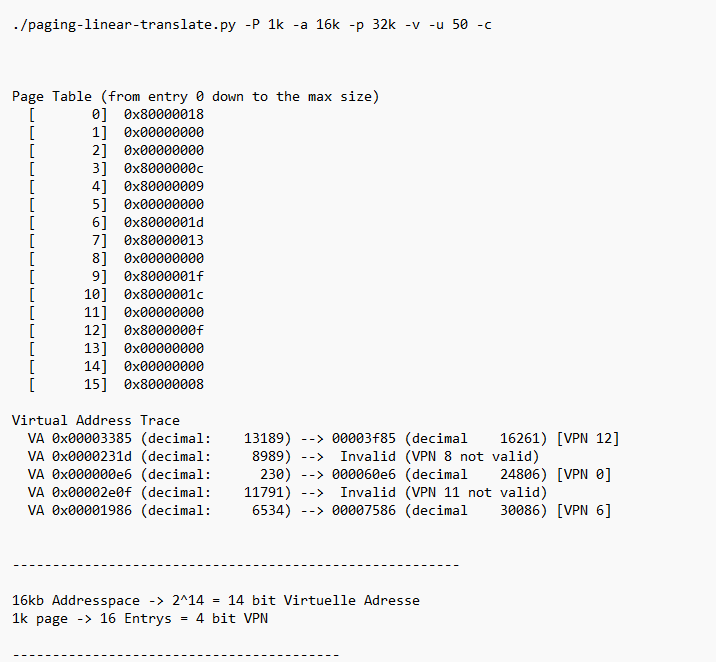 ./paging-linear-translate.py -P 1k -a 16k -p 32k -v -u 50 -c
Page Table (from entry 0 down to the max size)
[       0]  0x80000018
[       1]  0x00000000
[       2]  0x00000000
[       3]  0x8000000c
[       4]  0x80000009
[       5]  0x00000000
[       6]  0x8000001d
[       7]  0x80000013
[       8]  0x00000000
[       9]  0x8000001f
[      10]  0x8000001c
[      11]  0x00000000
[      12]  0x8000000f
[      13]  0x00000000
[      14]  0x00000000
[      15]  0x80000008
Virtual Address Trace
VA 0x00003385 (decimal:    13189) --> 00003f85 (decimal    16261) [VPN 12]
VA 0x0000231d (decimal:     8989) -->  Invalid (VPN 8 not valid)
VA 0x000000e6 (decimal:      230) --> 000060e6 (decimal    24806) [VPN 0]
VA 0x00002e0f (decimal:    11791) -->  Invalid (VPN 11 not valid)
VA 0x00001986 (decimal:     6534) --> 00007586 (decimal    30086) [VPN 6]
--------------------------------------------------------
16kb Addresspace -> 2^14 = 14 bit Virtuelle Adresse
1k page -> 16 Entrys = 4 bit VPN
-----------------------------------------